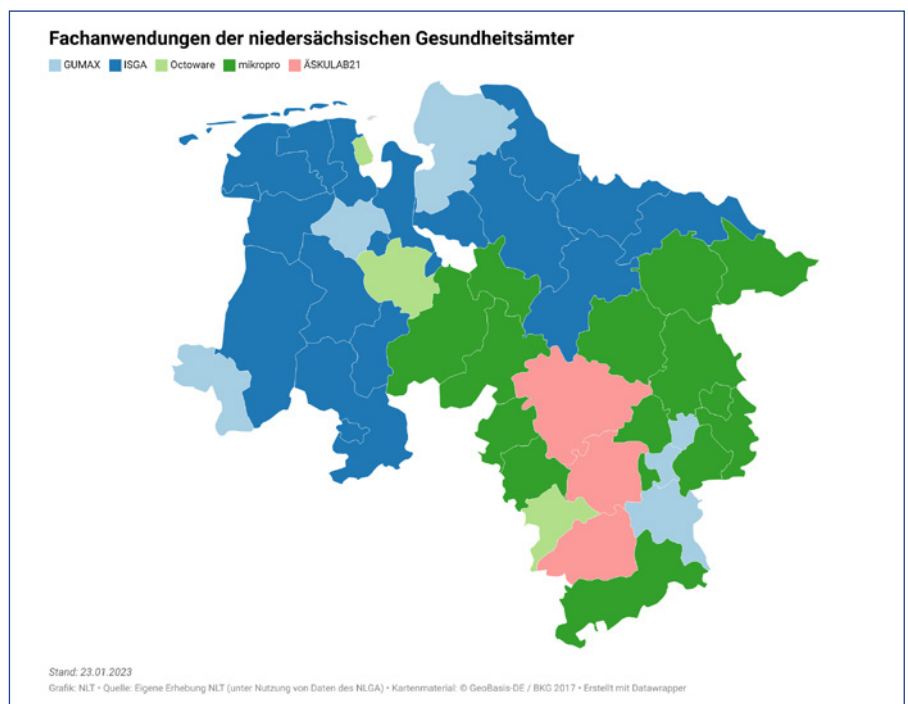 Fachanwendungen der niedersächsischen Gesundheitsämter
GUMAX ISGA Octoware mikropro ÄSKULAB21
Stand: 23.01.2023
Grafik: NLT • Quelle: Eigene Erhebung NLT (unter Nutzung von Daten des NLGA) • Kartenmaterial: © GeoBasis-DE / BKG 2017 • Erstellt mit Datawrapper